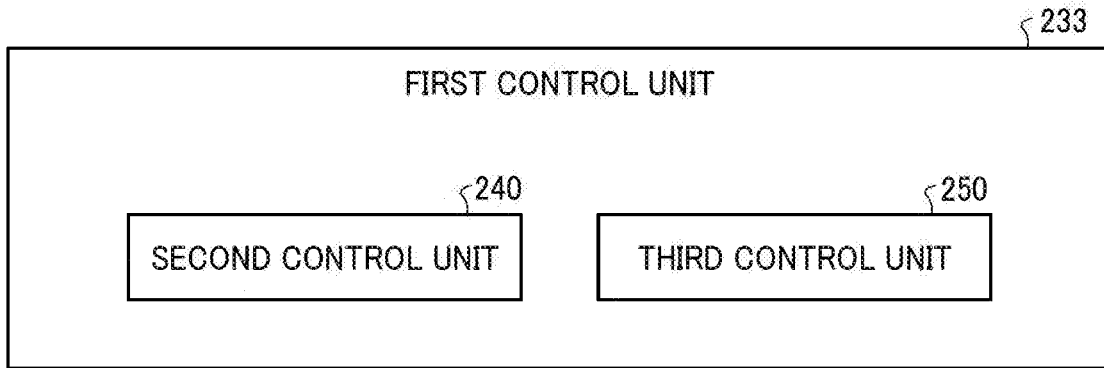 233
FIRST CONTROL UNIT
240
250
SECOND CONTROL UNIT
THIRD CONTROL UNIT